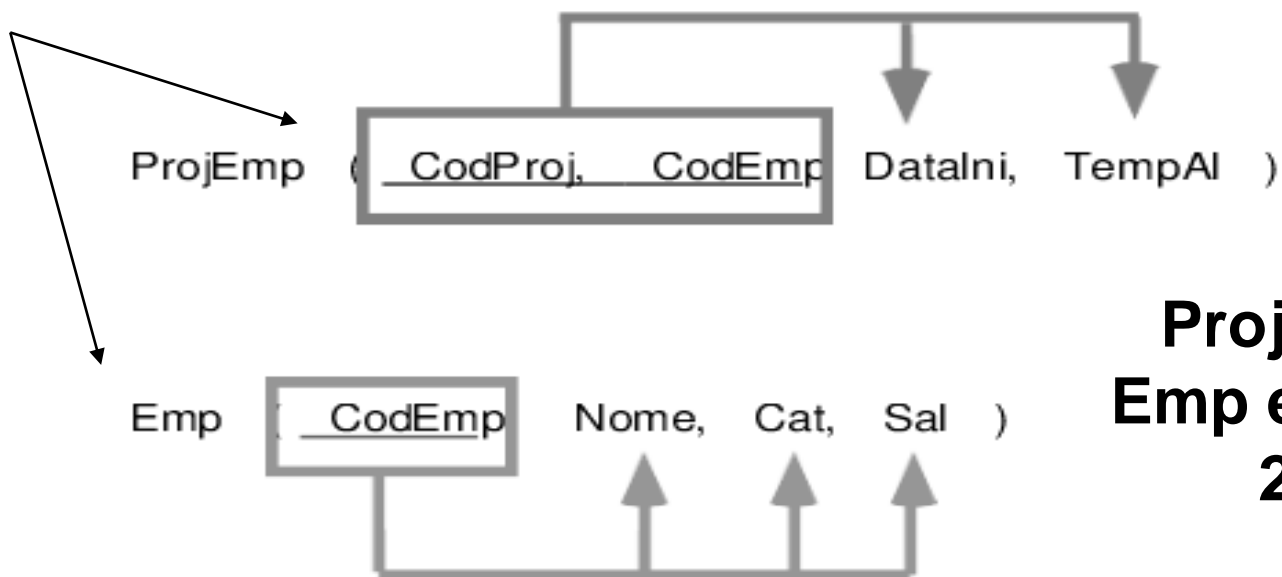 ProjEmp ( CodProj, CodEmp DataIni, TempAl )
Proj
Emp ( CodEmp Nome, Cat, Sal )
Emp e
2